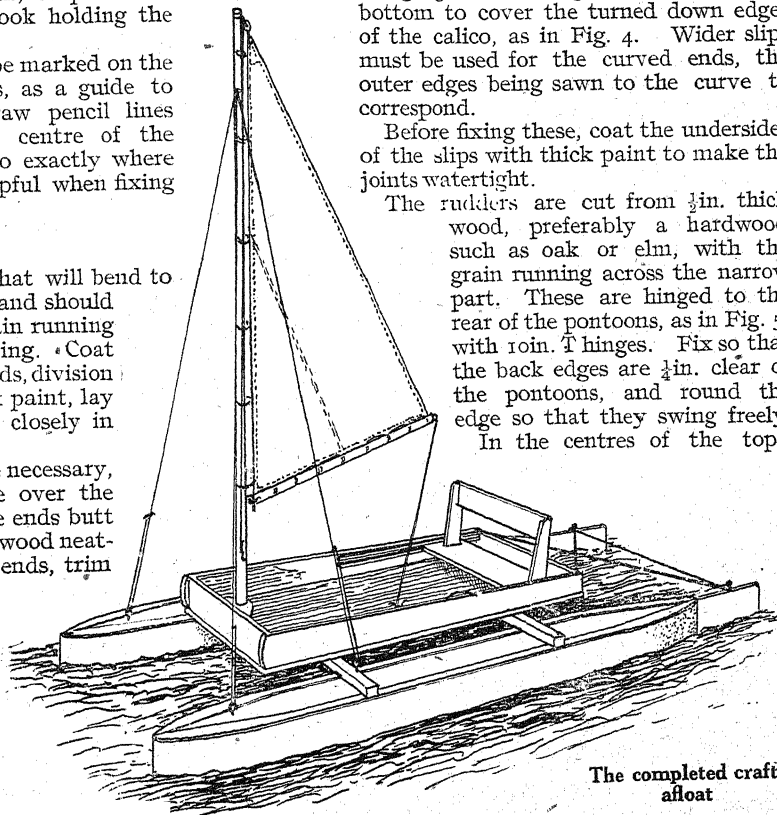 ook holding the
be marked on the
s, as a guide to
raw pencil lines
centre of the
o exactly where
pful when fixing
hat will bend to
and should
in running
ing. Coat
ds, division
t paint, lay
closely in
necessary,
e over the
e ends butt
wood neat-
ends, trim
bottom to cover the turned down edge
of the calico, as in Fig. 4. Wider slip
must be used for the curved ends, th
outer edges being sawn to the curve t
correspond.
Before fixing these, coat the underside
of the slips with thick paint to make th
joints watertight.
The rudders are cut from ½in. thick
wood, preferably a hardwood
such as oak or elm, with th
grain running across the narrow
part. These are hinged to th
rear of the pontoons, as in Fig. 5
with 10in. T hinges. Fix so tha
the back edges are ¼in. clear o
the pontoons, and round th
edge so that they swing freely
In the centres of the top
The completed craft
afloat